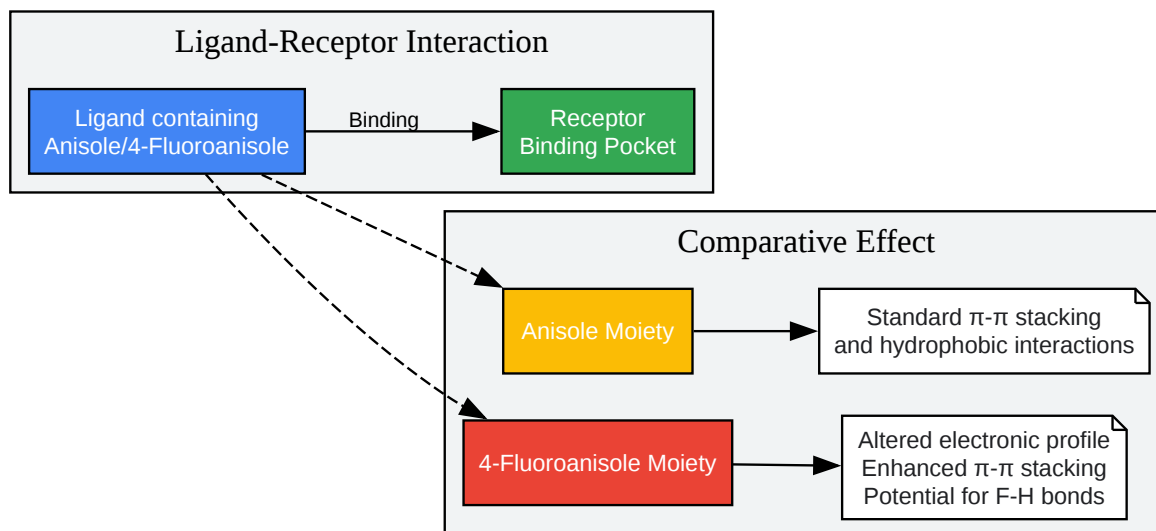 Ligand-Receptor Interaction
Ligand containing
Anisole/4-Fluoroanisole
Binding
Receptor
Binding Pocket
Comparative Effect
Anisole Moiety
Standard π-π stacking
and hydrophobic interactions
4-Fluoroanisole Moiety
Altered electronic profile
Enhanced π-π stacking
Potential for F-H bonds